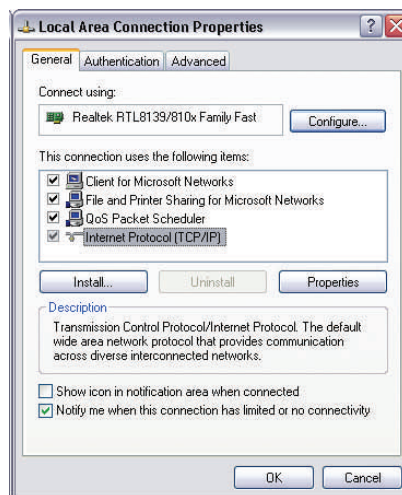 Local Area Connection Properties
General Authentication Advanced
Connect using:
Realtek RTL8139/810x Family Fast
Configure...
This connection uses the following items:
Client for Microsoft Networks
File and Printer Sharing for Microsoft Networks
QoS Packet Scheduler
Internet Protocol (TCP/IP)
Install... Uninstall Properties
Description
Transmission Control Protocol/Internet Protocol. The default
wide area network protocol that provides communication
across diverse interconnected networks.
Show icon in notification area when connected
Notify me when this connection has limited or no connectivity
OK Cancel